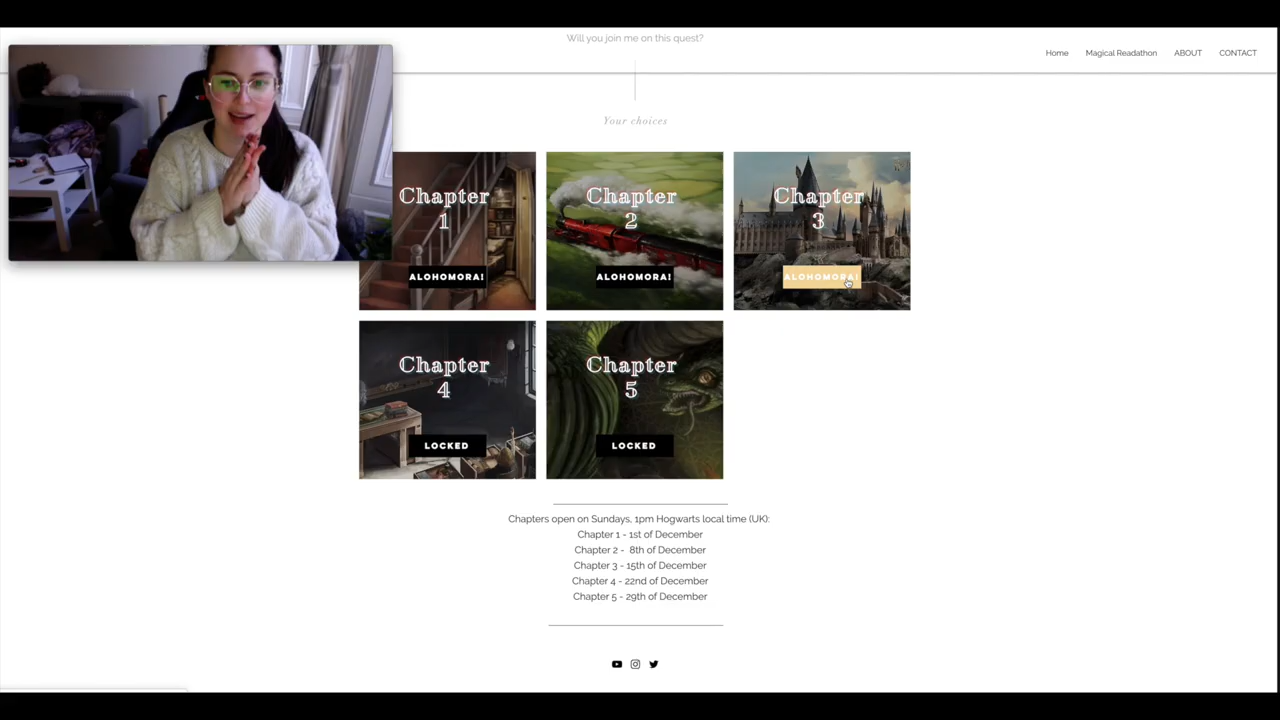 Will you join me on this quest?
Home Magical Readathon ABOUT CONTACT
Your choices
Chapter
1
ALOHOMORA!
Chapter
2
ALOHOMORA!
Chapter
3
ALOHOMORA!
Chapter
4
LOCKED
Chapter
5
LOCKED
Chapters open on Sundays, 1pm Hogwarts local time (UK):
Chapter 1 - 1st of December
Chapter 2 - 8th of December
Chapter 3 - 15th of December
Chapter 4 - 22nd of December
Chapter 5 - 29th of December